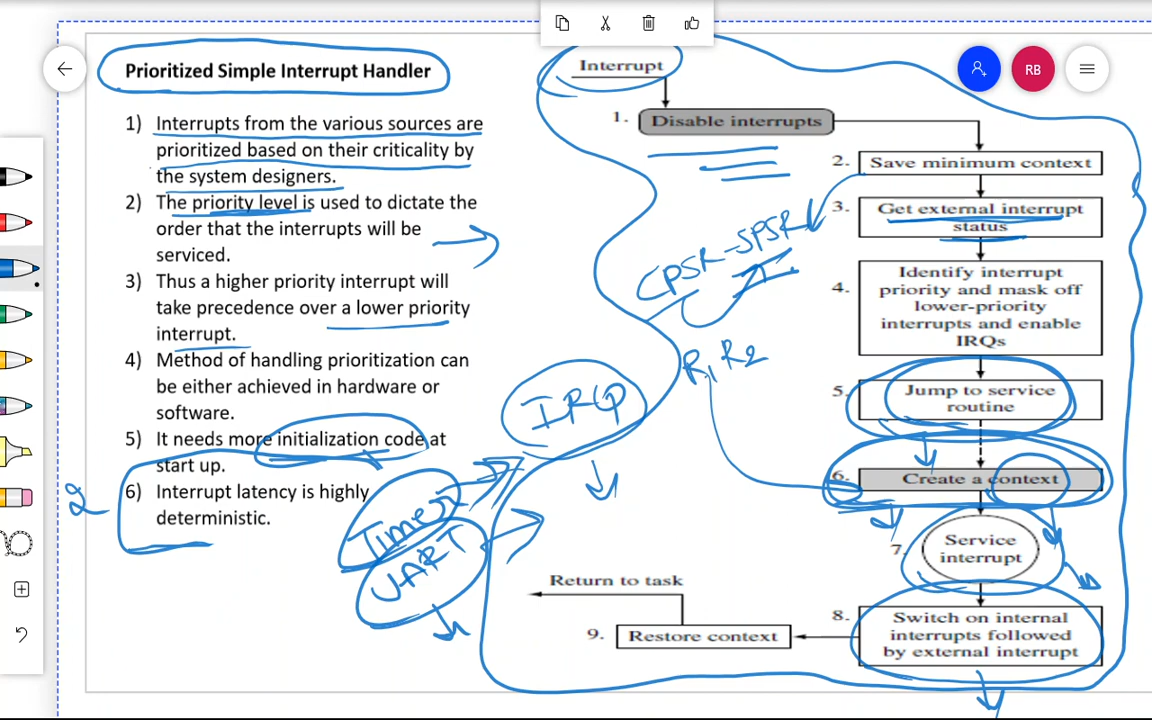 Prioritized Simple Interrupt Handler
1) Interrupts from the various sources are
prioritized based on their criticality by
the system designers.
2) The priority level is used to dictate the
order that the interrupts will be
serviced.
3) Thus a higher priority interrupt will
take precedence over a lower priority
interrupt.
4) Method of handling prioritization can
be either achieved in hardware or
software.
5) It needs more initialization code at
start up.
6) Interrupt latency is highly
deterministic.
2
Timer
UART
IRQ
CPSR-SPSR
R1 R2
Interrupt
1. Disable interrupts
2. Save minimum context
3. Get external interrupt
status
4. Identify interrupt
priority and mask off
lower-priority
interrupts and enable
IRQs
5. Jump to service
routine
6. Create a context
7. Service
interrupt
8. Switch on internal
interrupts followed
by external interrupt
9. Restore context
Return to task
RB